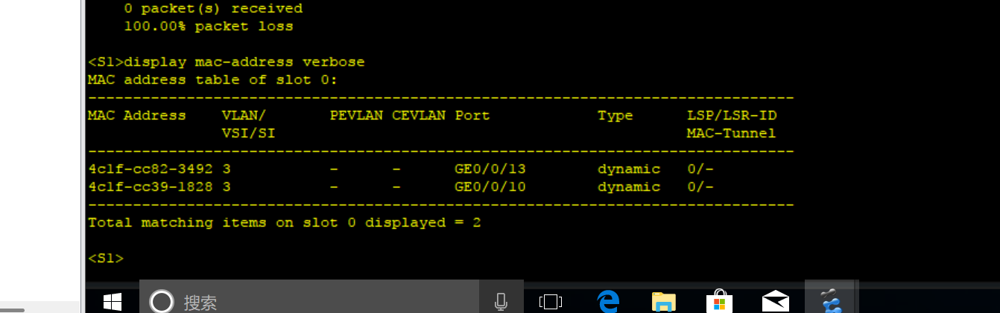 0 packet(s) received
100.00% packet loss
<S1>display mac-address verbose
MAC address table of slot 0:
-------------------------------------------------------------------------------
MAC Address    VLAN/       PEVLAN CEVLAN Port            Type      LSP/LSR-ID
               VSI/SI                                              MAC-Tunnel
-------------------------------------------------------------------------------
4c1f-cc82-3492 3           -      -      GE0/0/13        dynamic   0/-
4c1f-cc39-1828 3           -      -      GE0/0/10        dynamic   0/-
-------------------------------------------------------------------------------
Total matching items on slot 0 displayed = 2
<S1>
搜索